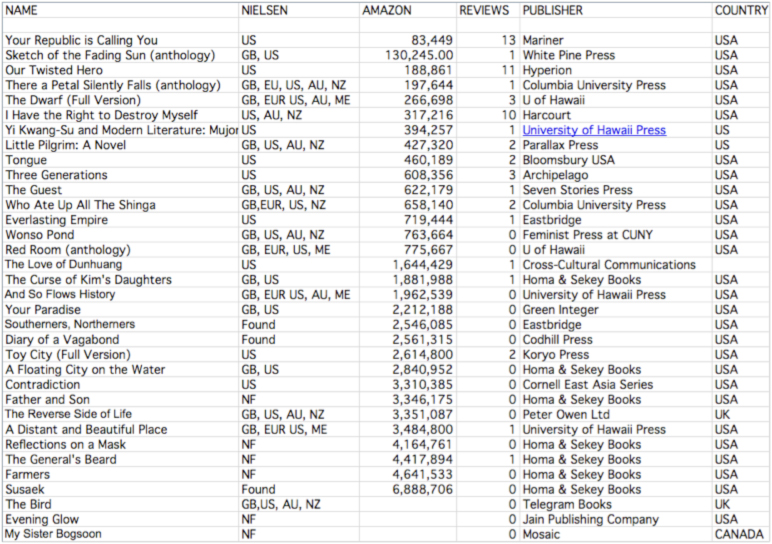 NAME NIELSEN AMAZON REVIEWS PUBLISHER COUNTRY
Your Republic is Calling You US 83,449 13 Mariner USA
Sketch of the Fading Sun (anthology) GB, US 130,245.00 1 White Pine Press USA
Our Twisted Hero US 188,861 11 Hyperion USA
There a Petal Silently Falls (anthology) GB, EU, US, AU, NZ 197,644 1 Columbia University Press USA
The Dwarf (Full Version) GB, EUR US, AU, ME 266,698 3 U of Hawaii USA
I Have the Right to Destroy Myself US, AU, NZ 317,216 10 Harcourt USA
Yi Kwang-Su and Modern Literature: Mujor US 394,257 1 University of Hawaii Press US
Little Pilgrim: A Novel GB, US, AU, NZ 427,320 2 Parallax Press US
Tongue US 460,189 2 Bloomsbury USA USA
Three Generations US 608,356 3 Archipelago USA
The Guest GB, US, AU, NZ 622,179 1 Seven Stories Press USA
Who Ate Up All The Shinga GB,EUR, US, NZ 658,140 2 Columbia University Press USA
Everlasting Empire US 719,444 1 Eastbridge USA
Wonso Pond GB, US, AU, NZ 763,664 0 Feminist Press at CUNY USA
Red Room (anthology) GB, EUR, US, ME 775,667 0 U of Hawaii USA
The Love of Dunhuang US 1,644,429 1 Cross-Cultural Communications
The Curse of Kim's Daughters GB, US 1,881,988 1 Homa & Sekey Books USA
And So Flows History GB, EUR US, AU, ME 1,962,539 0 University of Hawaii Press USA
Your Paradise GB, US 2,212,188 0 Green Integer USA
Southerners, Northerners Found 2,546,085 0 Eastbridge USA
Diary of a Vagabond Found 2,561,315 0 Codhill Press USA
Toy City (Full Version) US 2,614,800 2 Koryo Press USA
A Floating City on the Water GB, US 2,840,952 0 Homa & Sekey Books USA
Contradiction US 3,310,385 0 Cornell East Asia Series USA
Father and Son NF 3,346,175 0 Homa & Sekey Books USA
The Reverse Side of Life GB, US, AU, NZ 3,351,087 0 Peter Owen Ltd UK
A Distant and Beautiful Place GB, EUR US, ME 3,484,800 1 University of Hawaii Press USA
Reflections on a Mask NF 4,164,761 0 Homa & Sekey Books USA
The General's Beard NF 4,417,894 1 Homa & Sekey Books USA
Farmers NF 4,641,533 0 Homa & Sekey Books USA
Susaek Found 6,888,706 0 Homa & Sekey Books USA
The Bird GB,US, AU, NZ 0 Telegram Books UK
Evening Glow NF 0 Jain Publishing Company USA
My Sister Bogsoon NF 0 Mosaic CANADA